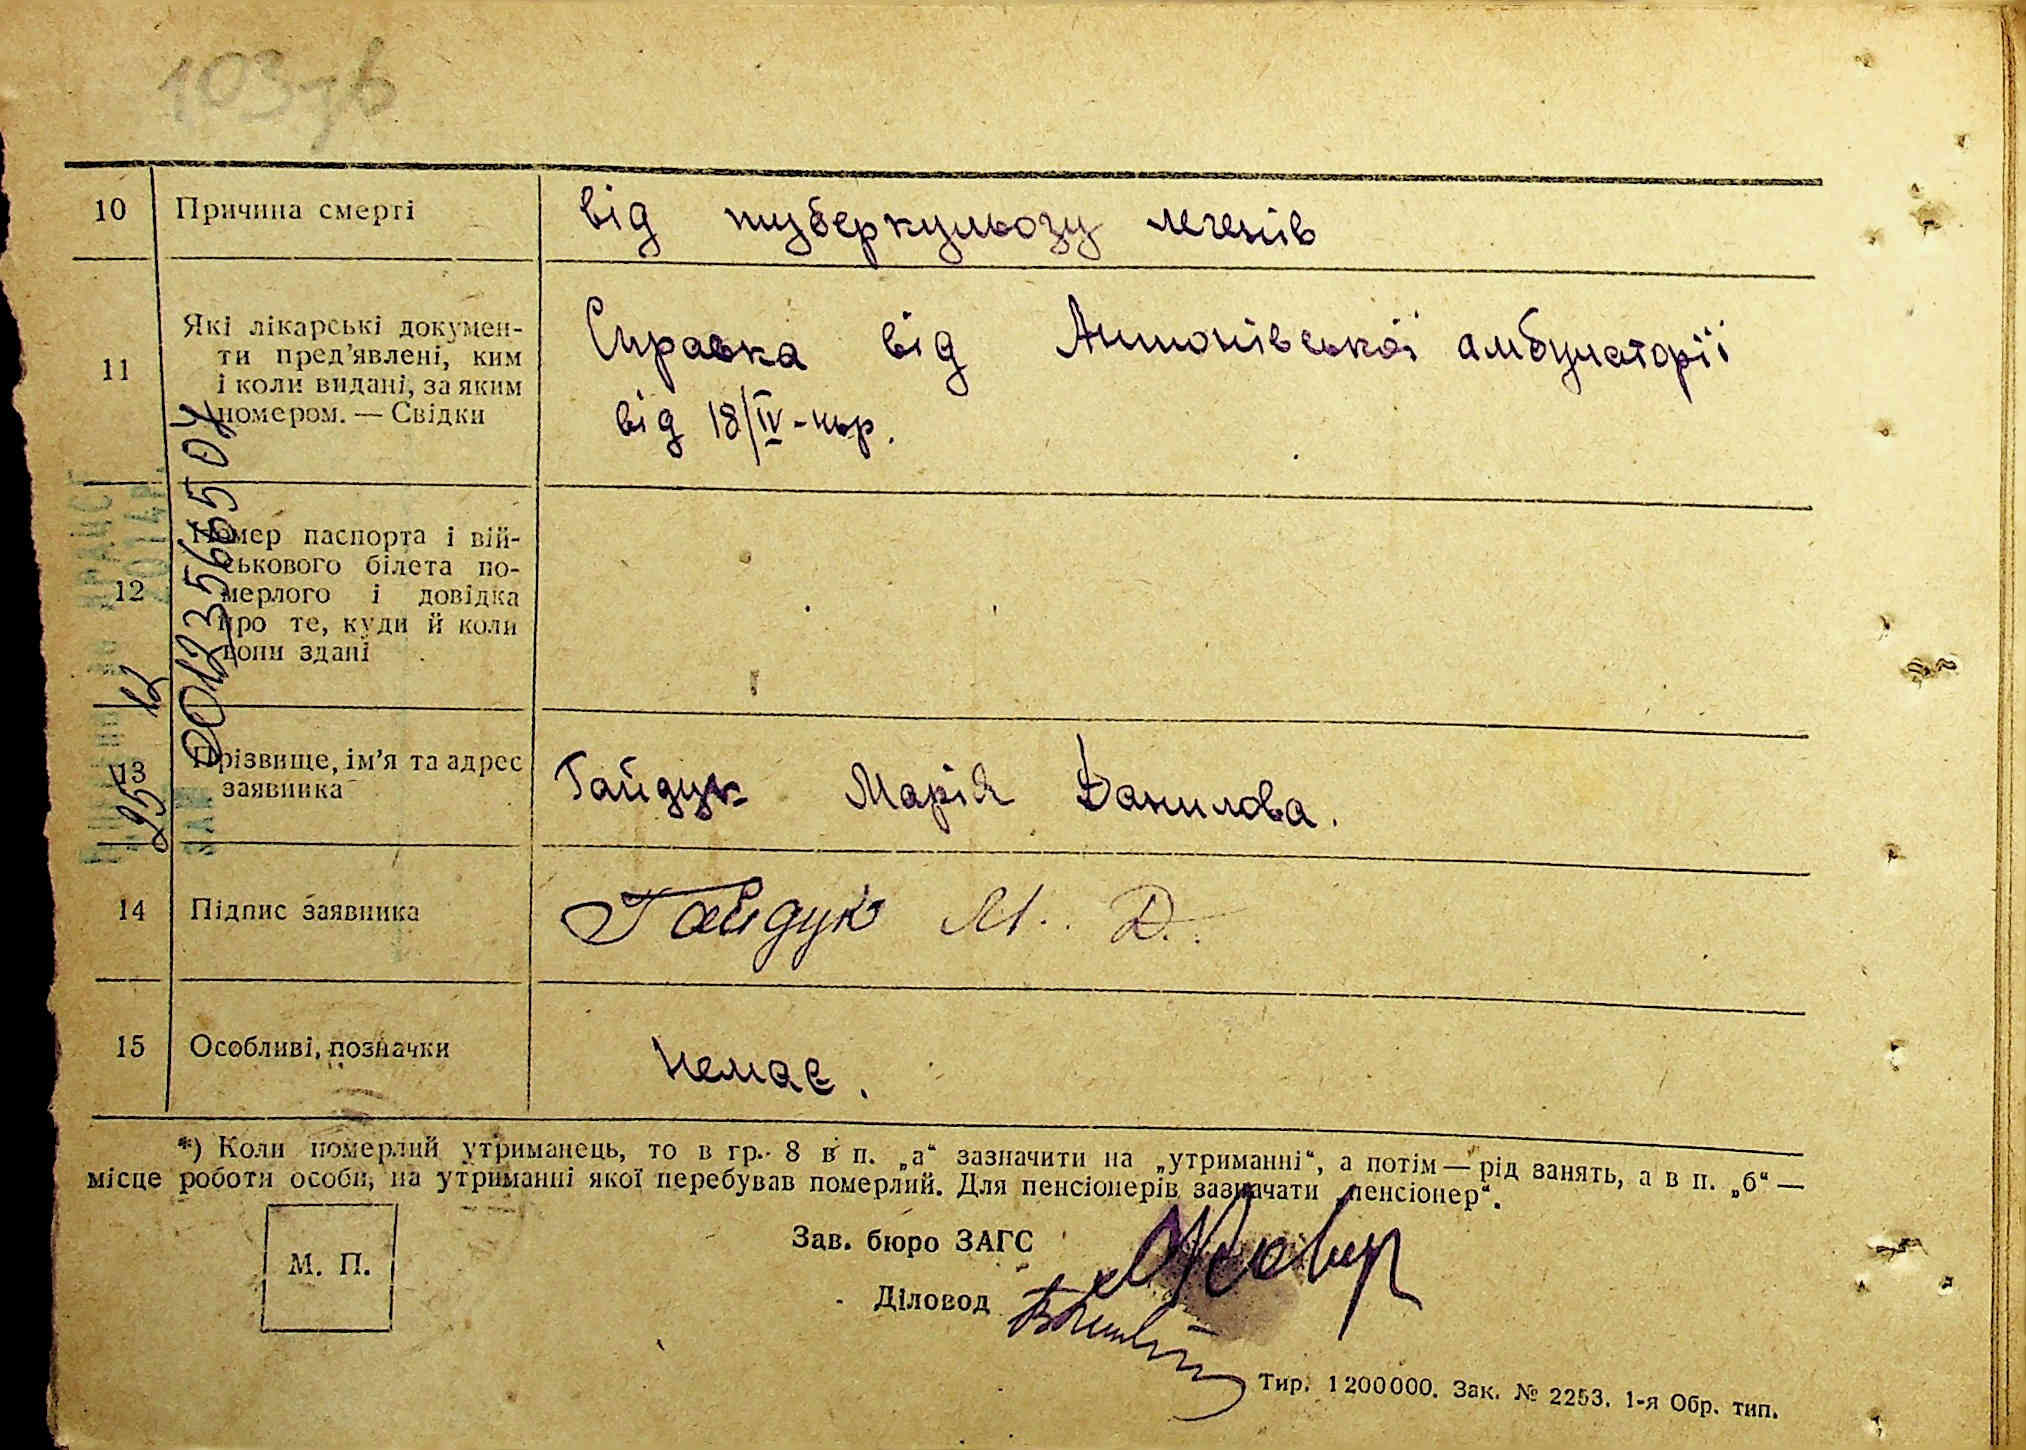 103 зв
10 Причина смерті від туберкульозу легенів
11 Які лікарські докумен-
ти пред’явлені, ким
і коли видані, за яким
номером. — Свідки
Справка від Антонівської амбулаторії
від 18/IV-ц.р.
12 Номер паспорта і вій-
ськового білета по-
мерлого і довідка
про те, куди й коли
вони здані
13 Прізвище, ім’я та адрес
заявника
Гайдук Марія Данилова.
14 Підпис заявника Гайдук М. Д.
15 Особливі позначки немає.
*) Коли померлий утриманець, то в гр. 8 в п. „а“ зазначити на „утриманні“, а потім — рід занять, а в п. „б“ —
місце роботи особи, на утриманні якої перебував померлий. Для пенсіонерів зазначати „пенсіонер“.
М. П.
Зав. бюро ЗАГС
Діловод
Тир. 1200000. Зак. № 2253. 1-я Обр. тип.